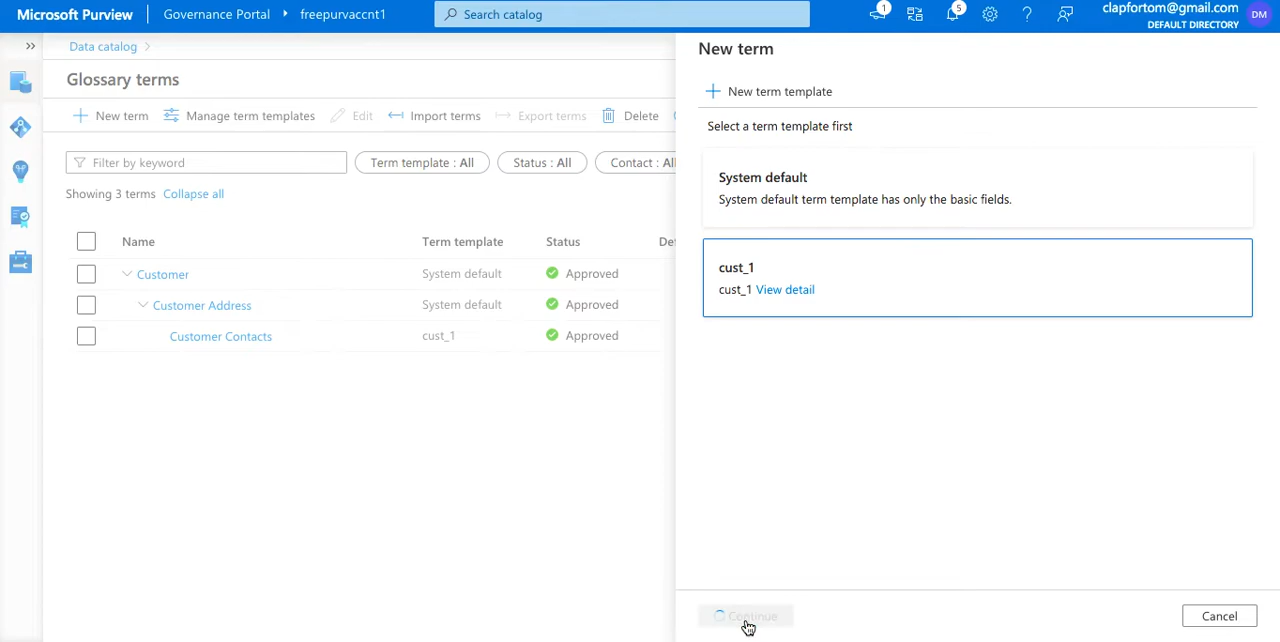 Microsoft Purview
Governance Portal
freepurvaccnt1
Search catalog
1
5
clapfortom@gmail.com
DEFAULT DIRECTORY
DM
Data catalog
Glossary terms
New term
Manage term templates
Edit
Import terms
Export terms
Delete
Filter by keyword
Term template : All
Status : All
Contact : All
Showing 3 terms Collapse all
Name Term template Status
Customer System default Approved
Customer Address System default Approved
Customer Contacts cust_1 Approved
New term
New term template
Select a term template first
System default
System default term template has only the basic fields.
cust_1
cust_1 View detail
Continue
Cancel